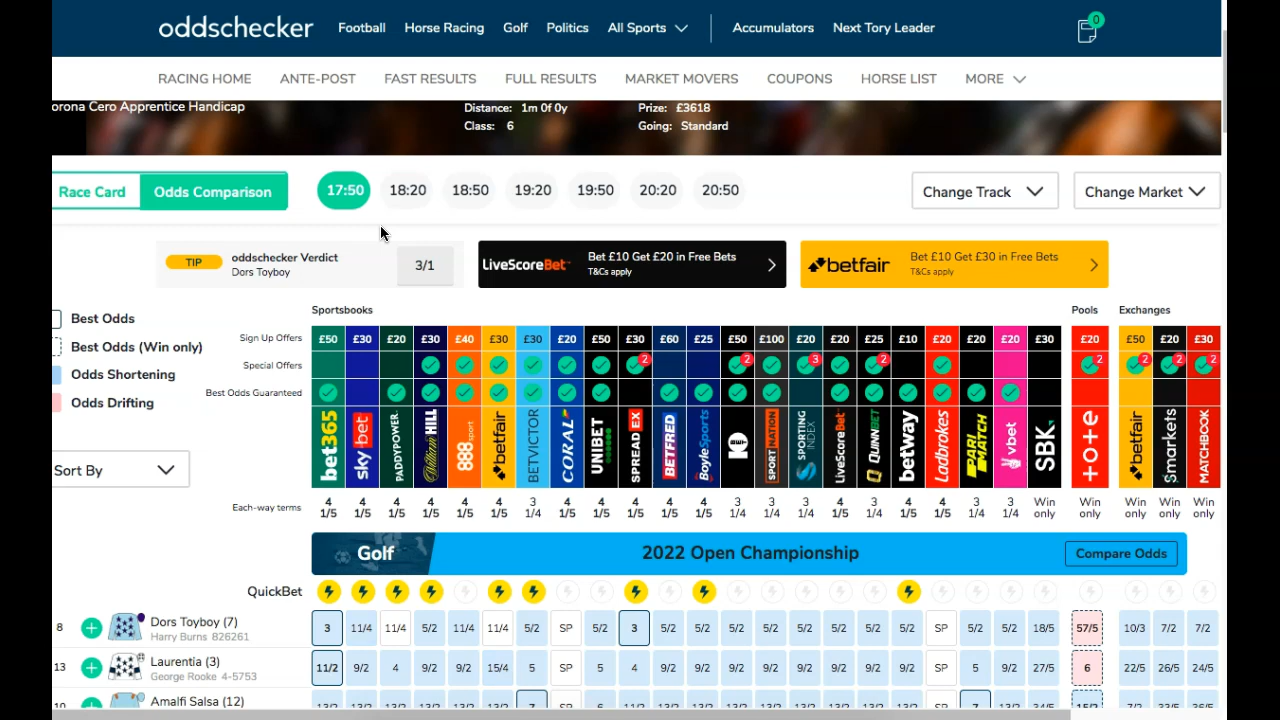 oddschecker Football Horse Racing Golf Politics All Sports Accumulators Next Tory Leader 0
RACING HOME ANTE-POST FAST RESULTS FULL RESULTS MARKET MOVERS COUPONS HORSE LIST MORE
orona Cero Apprentice Handicap Distance: 1m 0f 0y Prize: £3618
Class: 6 Going: Standard
Race Card Odds Comparison 17:50 18:20 18:50 19:20 19:50 20:20 20:50 Change Track Change Market
TIP oddschecker Verdict
Dors Toyboy
3/1
LiveScoreBet Bet £10 Get £20 in Free Bets
T&Cs apply
betfair Bet £10 Get £30 in Free Bets
T&Cs apply
Best Odds
Best Odds (Win only)
Odds Shortening
Odds Drifting
Sort By
Sportsbooks Pools Exchanges
Sign Up Offers £50 £30 £20 £30 £40 £30 £30 £20 £50 £30 £60 £25 £50 £100 £20 £20 £25 £10 £20 £20 £20 £30 £20 £50 £20 £30
Special Offers 2 2 3 2 2 2 2 2
Best Odds Guaranteed
bet365 sky bet PADDYPOWER. William HILL 888sport betfair BETVICTOR CORAL UNIBET SPREAD EX BETFRED BoyleSports 10 BET SPORT NATION SPORTING INDEX LiveScoreBet QUINNBET betway Ladbrokes PARI MATCH vbet SBK. tote betfair smarkets MATCHBOOK
Each-way terms
4 4 4 4 4 4 3 4 4 4 4 4 3 3 3 4 3 4 4 3 3 Win Win Win Win Win
1/5 1/5 1/5 1/5 1/5 1/5 1/4 1/5 1/5 1/5 1/5 1/5 1/4 1/4 1/4 1/5 1/4 1/5 1/5 1/4 1/4 only only only only only
Golf 2022 Open Championship Compare Odds
QuickBet
8 Dors Toyboy (7) 3 11/4 11/4 5/2 11/4 11/4 5/2 SP 5/2 3 5/2 5/2 5/2 5/2 5/2 5/2 5/2 5/2 SP 5/2 5/2 18/5 57/5 10/3 7/2 7/2
Harry Burns 826261
13 Laurentia (3) 11/2 9/2 4 9/2 9/2 15/4 5 SP 5 4 9/2 9/2 9/2 9/2 9/2 9/2 9/2 9/2 SP 5 9/2 27/5 6 22/5 26/5 24/5
George Rooke 4-5753
10 Amalfi Salsa (12)